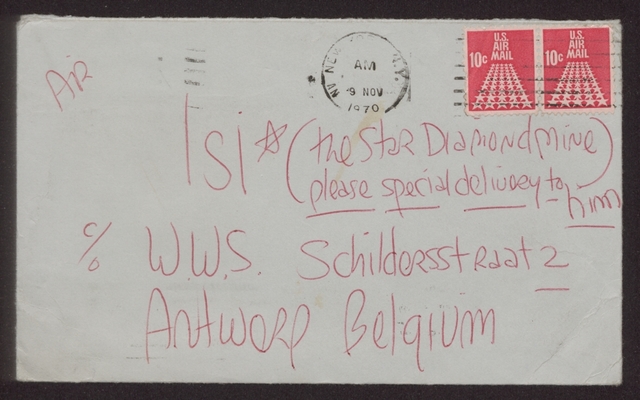 Air
AM
9 NOV
1970
U.S.
AIR
MAIL
10c
U.S.
AIR
MAIL
10c
ISI (the Star Diamond mine)
please special delivery to him
c/o W.W.S. Schildersstraat 2
Antwerp Belgium